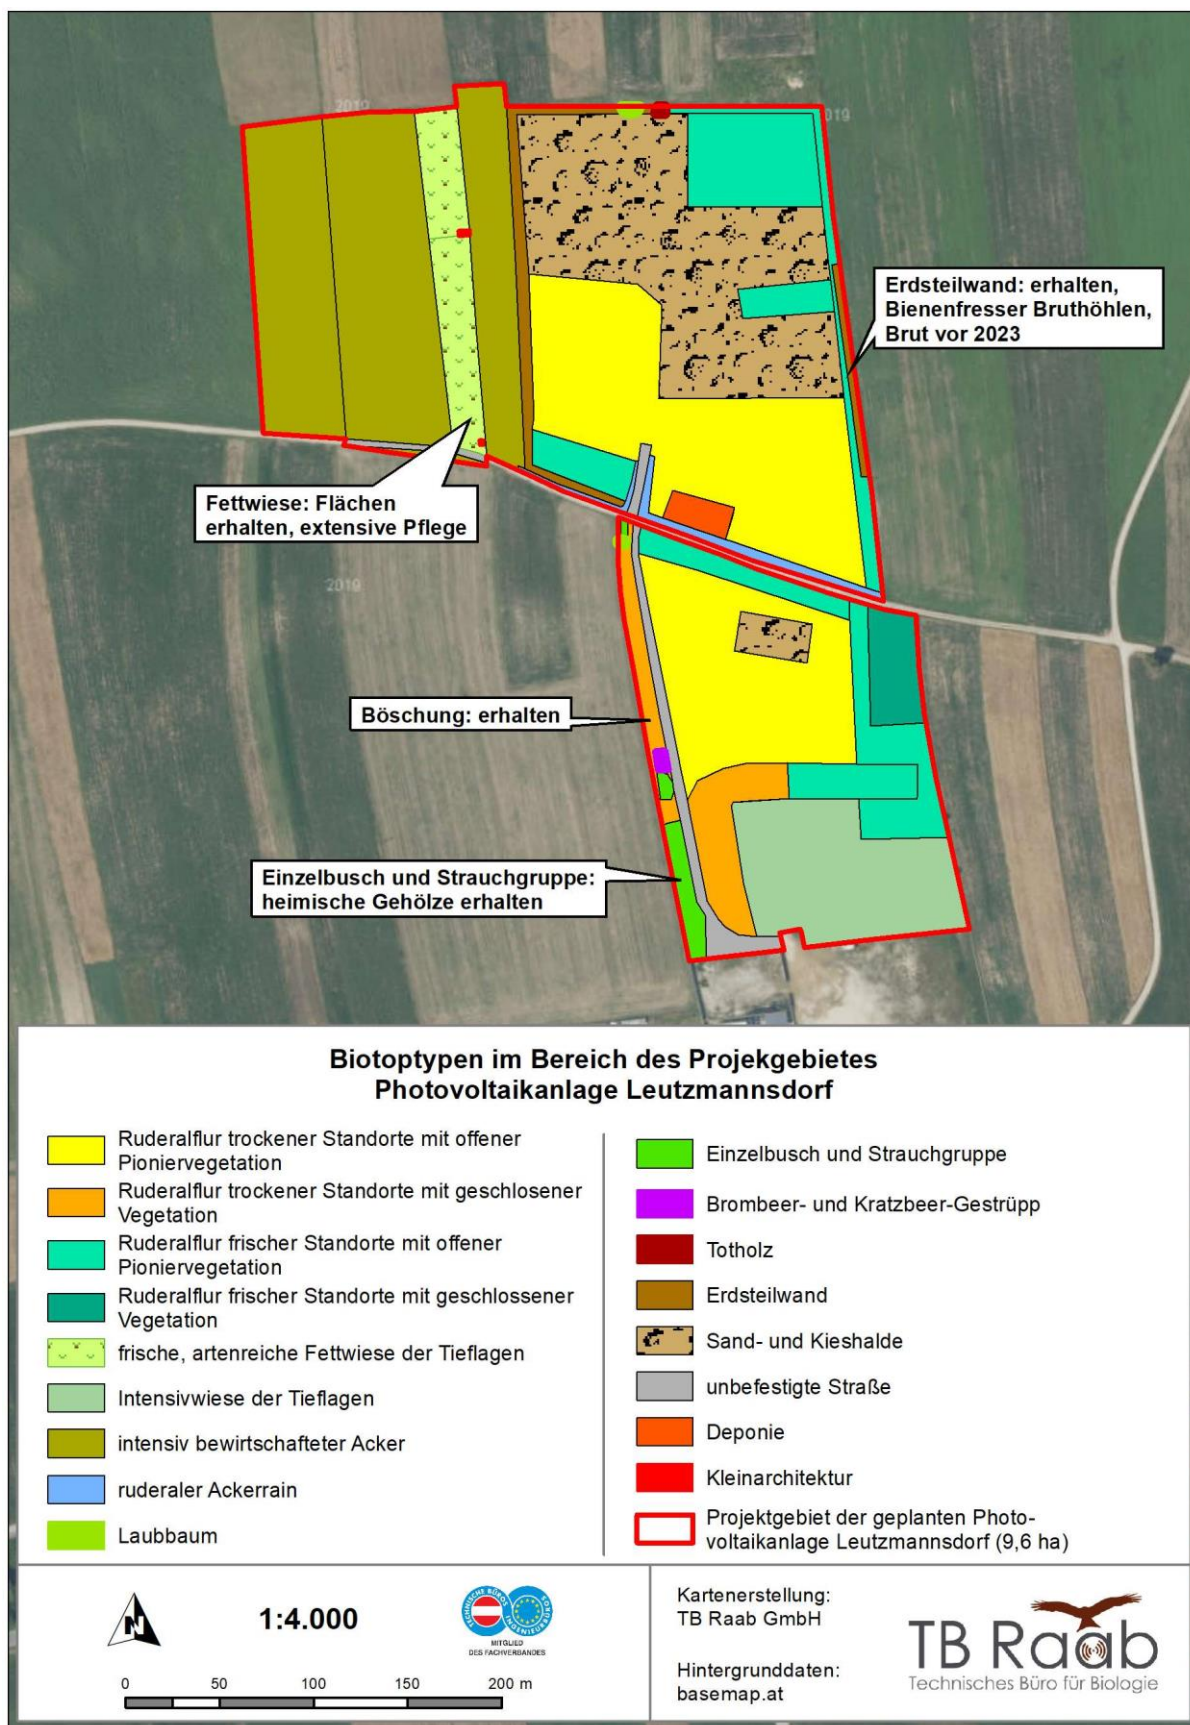 2019
2019
Erdsteilwand: erhalten,
Bienenfresser Bruthöhlen,
Brut vor 2023
Fettwiese: Flächen
erhalten, extensive Pflege
2019
Böschung: erhalten
Einzelbusch und Strauchgruppe:
heimische Gehölze erhalten
Biotoptypen im Bereich des Projekgebietes
Photovoltaikanlage Leutzmannsdorf
Ruderalflur trockener Standorte mit offener
Pioniervegetation
Ruderalflur trockener Standorte mit geschlosener
Vegetation
Ruderalflur frischer Standorte mit offener
Pioniervegetation
Ruderalflur frischer Standorte mit geschlossener
Vegetation
frische, artenreiche Fettwiese der Tieflagen
Intensivwiese der Tieflagen
intensiv bewirtschafteter Acker
ruderaler Ackerrain
Laubbaum
Einzelbusch und Strauchgruppe
Brombeer- und Kratzbeer-Gestrüpp
Totholz
Erdsteilwand
Sand- und Kieshalde
unbefestigte Straße
Deponie
Kleinarchitektur
Projektgebiet der geplanten Photo-
voltaikanlage Leutzmannsdorf (9,6 ha)
N
1:4.000
TECHNISCHE BÜROS
INGENIEURBÜROS
MITGLIED
DES FACHVERBANDES
0 50 100 150 200 m
Kartenerstellung:
TB Raab GmbH
Hintergrunddaten:
basemap.at
TB Raab
Technisches Büro für Biologie